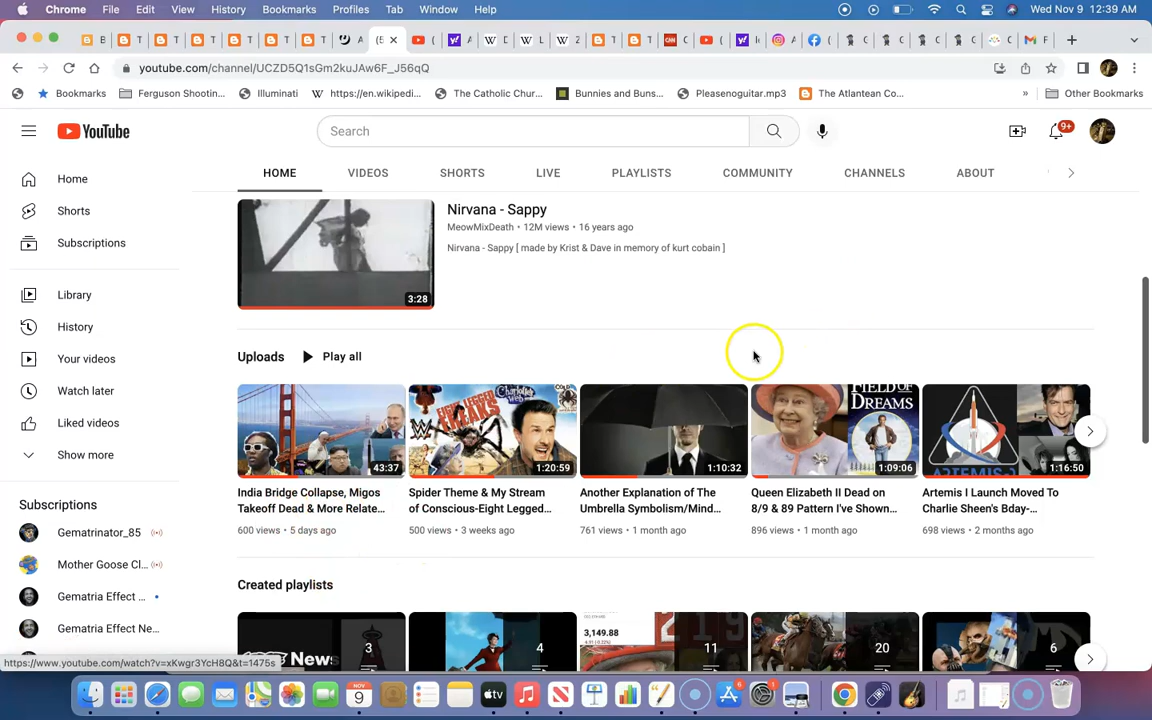 Chrome File Edit View History Bookmarks Profiles Tab Window Help Wed Nov 9 12:39 AM
youtube.com/channel/UCZD5Q1sGm2kuJAw6F_J56qQ
Bookmarks Ferguson Shootin... Illuminati https://en.wikipedi... The Catholic Chur... Bunnies and Buns... Pleasenoguitar.mp3 The Atlantean Co... » Other Bookmarks
YouTube
Search
9+
HOME VIDEOS SHORTS LIVE PLAYLISTS COMMUNITY CHANNELS ABOUT
Home
Shorts
Subscriptions
Library
History
Your videos
Watch later
Liked videos
Show more
Subscriptions
Gematrinator_85
Mother Goose Cl...
Gematria Effect ...
Gematria Effect Ne...
Nirvana - Sappy
MeowMixDeath • 12M views • 16 years ago
Nirvana - Sappy [ made by Krist & Dave in memory of kurt cobain ]
3:28
Uploads Play all
43:37
India Bridge Collapse, Migos
Takeoff Dead & More Relate...
600 views • 5 days ago
EIGHT LEGGED
FREAKS
Charlotte's
Web
1:20:59
Spider Theme & My Stream
of Conscious-Eight Legged...
500 views • 3 weeks ago
1:10:32
Another Explanation of The
Umbrella Symbolism/Mind...
761 views • 1 month ago
FIELD OF
DREAMS
1:09:06
Queen Elizabeth II Dead on
8/9 & 89 Pattern I've Shown...
896 views • 1 month ago
1:16:50
Artemis I Launch Moved To
Charlie Sheen's Bday-...
698 views • 2 months ago
Created playlists
News
3
4
3,149.88
11
20
6
https://www.youtube.com/watch?v=xKwgr3YcH8Q&t=1475s